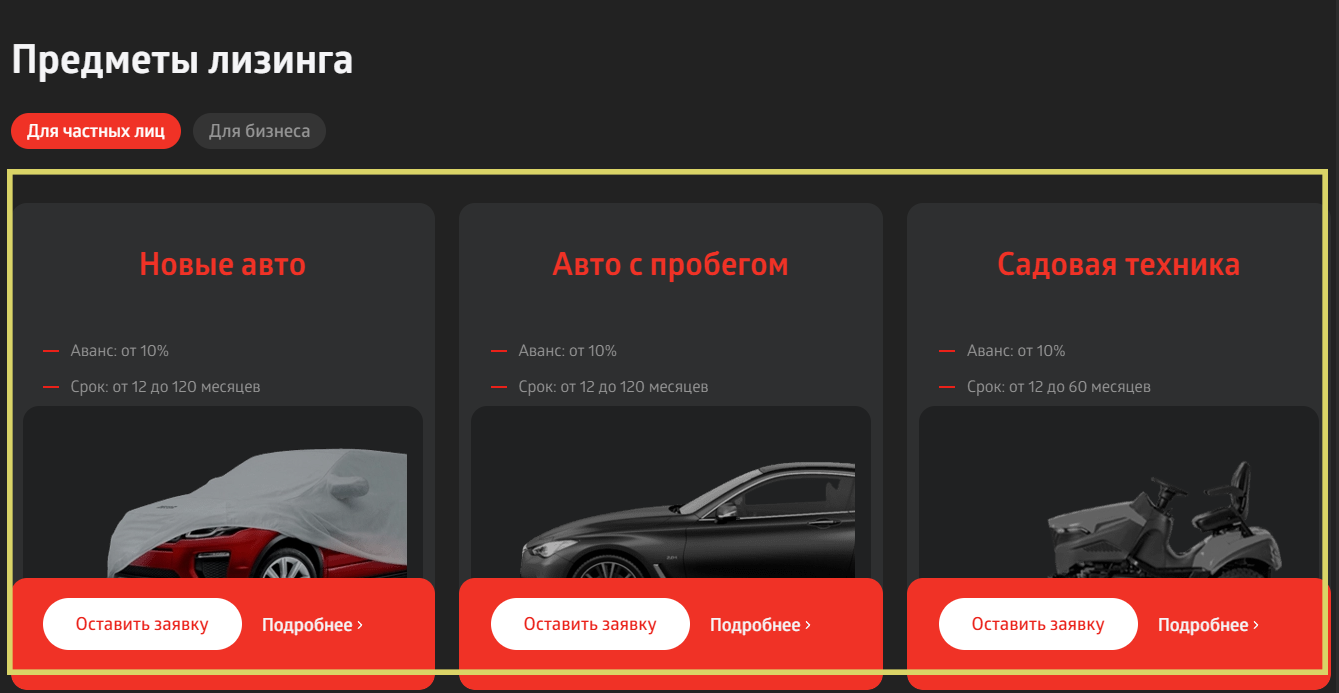 Предметы лизинга
Для частных лиц
Для бизнеса
Новые авто
— Аванс: от 10%
— Срок: от 12 до 120 месяцев
Оставить заявку
Подробнее ›
Авто с пробегом
— Аванс: от 10%
— Срок: от 12 до 120 месяцев
Оставить заявку
Подробнее ›
Садовая техника
— Аванс: от 10%
— Срок: от 12 до 60 месяцев
Оставить заявку
Подробнее ›